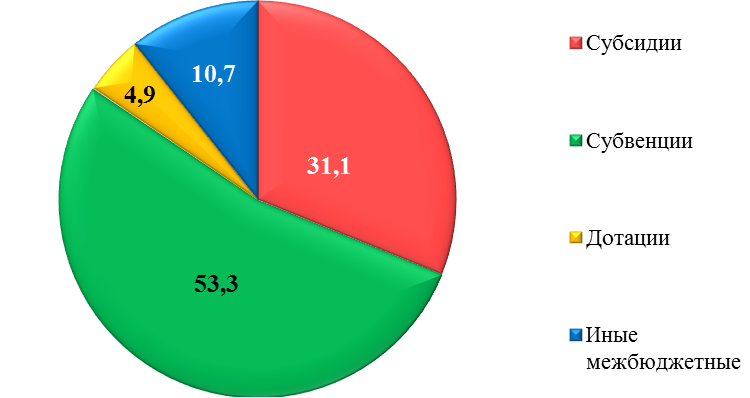 10,7
4,9
31,1
53,3
Субсидии
Субвенции
Дотации
Иные
межбюджетные